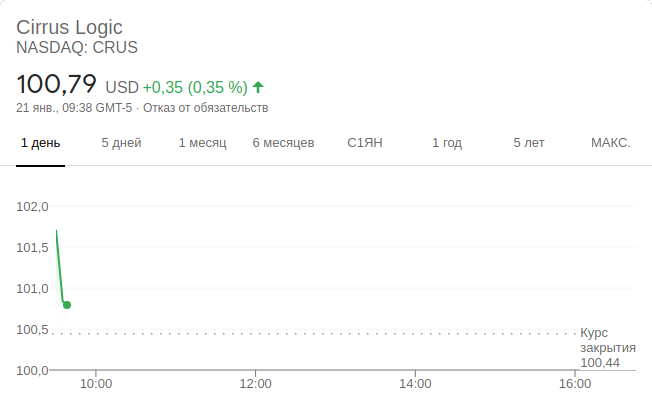 Cirrus Logic
NASDAQ: CRUS
100,79 USD +0,35 (0,35 %)
21 янв., 09:38 GMT-5 · Отказ от обязательств
1 день 5 дней 1 месяц 6 месяцев С1ЯН 1 год 5 лет МАКС.
102,0
101,5
101,0
100,5
100,0
Курс
закрытия
100,44
10:00 12:00 14:00 16:00